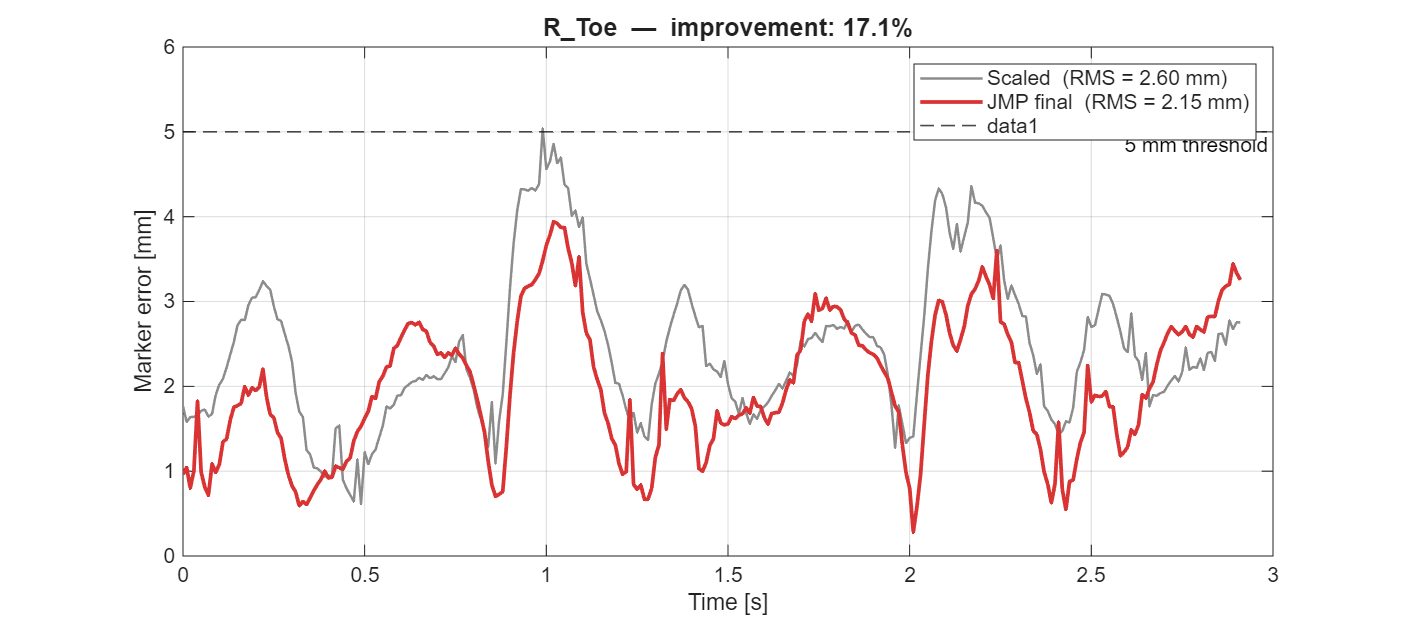 R_Toe — improvement: 17.1%
6
5
4
3
2
1
0
Marker error [mm]
Scaled (RMS = 2.60 mm)
JMP final (RMS = 2.15 mm)
data1
5 mm threshold
0 0.5 1 1.5 2 2.5 3
Time [s]